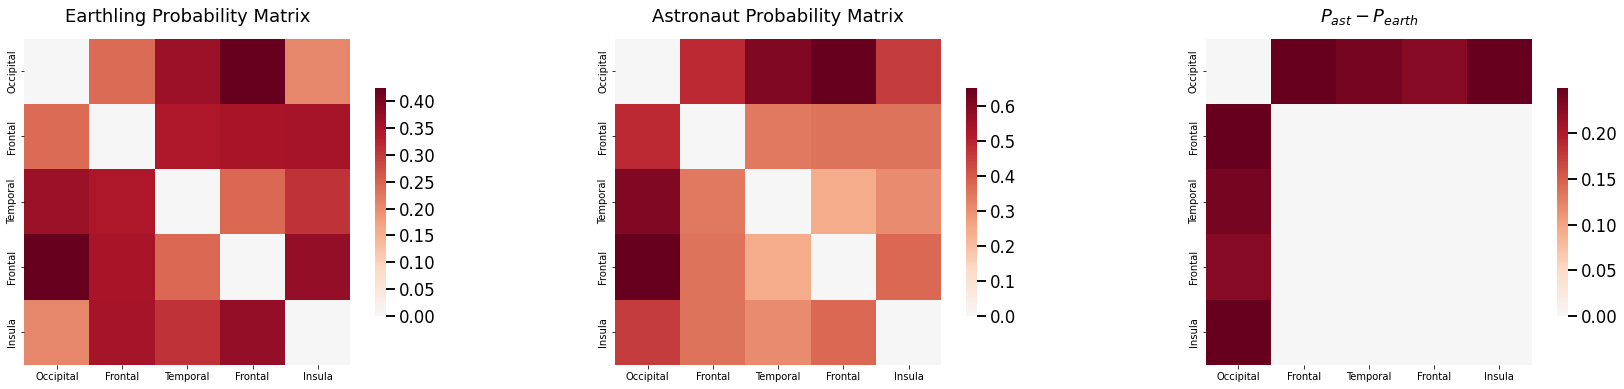 Earthling Probability Matrix
Occipital
Frontal
Temporal
Frontal
Insula
Occipital Frontal Temporal Frontal Insula
0.40
0.35
0.30
0.25
0.20
0.15
0.10
0.05
0.00
Astronaut Probability Matrix
Occipital
Frontal
Temporal
Frontal
Insula
Occipital Frontal Temporal Frontal Insula
0.6
0.5
0.4
0.3
0.2
0.1
0.0
P_{ast} − P_{earth}
Occipital
Frontal
Temporal
Frontal
Insula
Occipital Frontal Temporal Frontal Insula
0.20
0.15
0.10
0.05
0.00